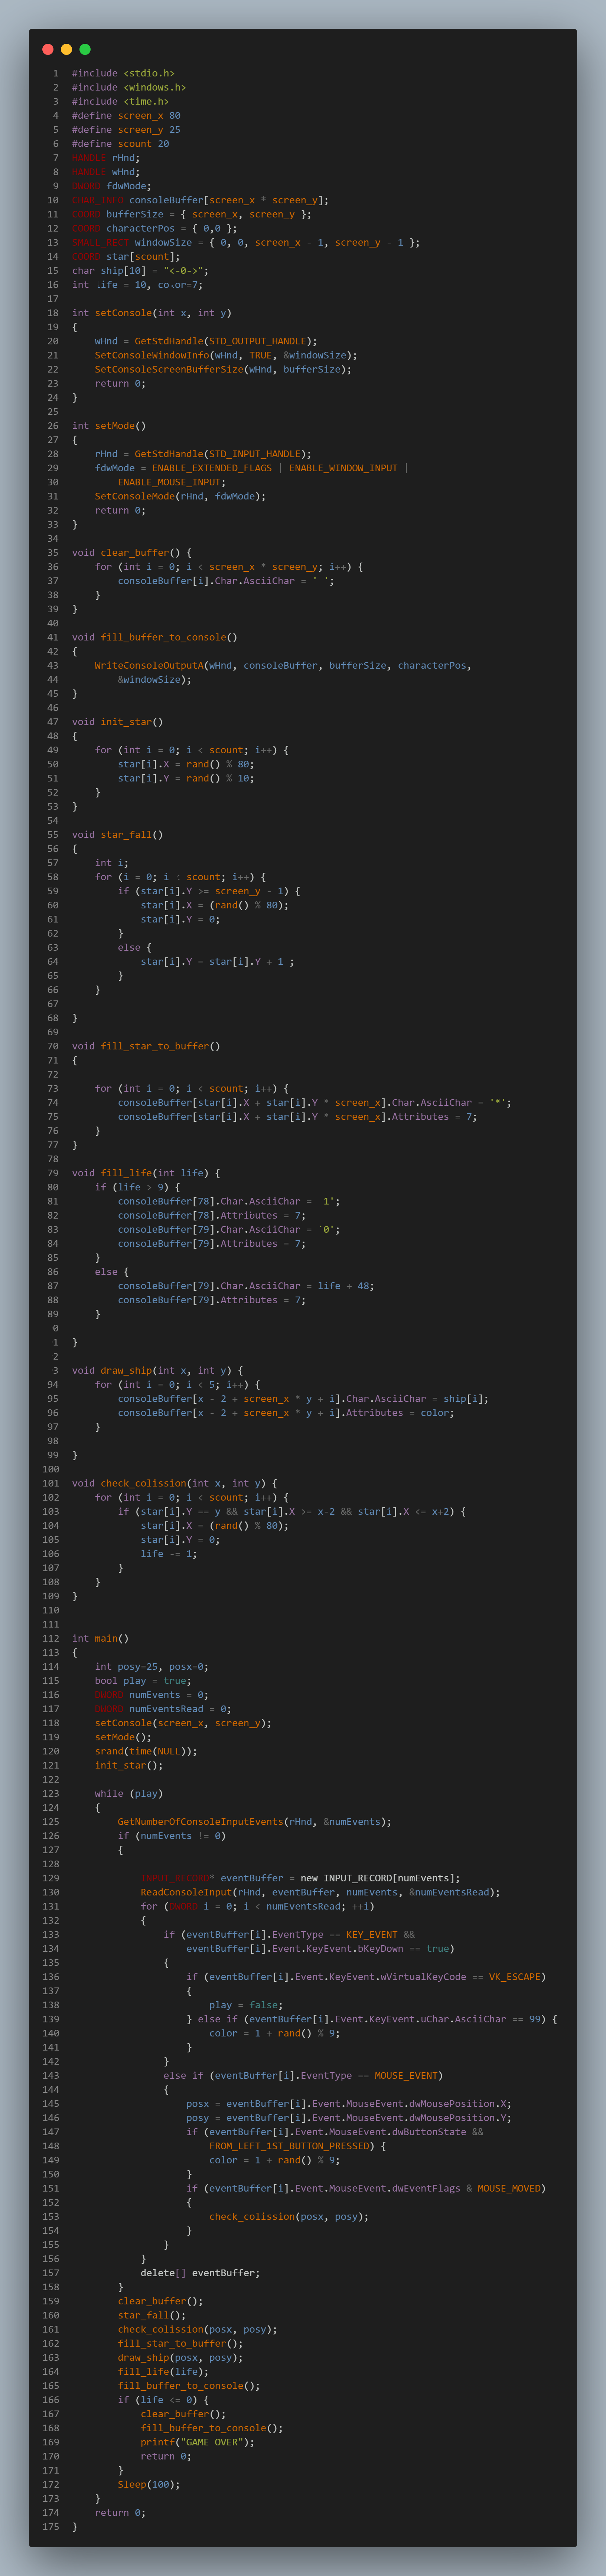 1 #include <stdio.h>
2 #include <windows.h>
3 #include <time.h>
4 #define screen_x 80
5 #define screen_y 25
6 #define scount 20
7 HANDLE rHnd;
8 HANDLE wHnd;
9 DWORD fdwMode;
10 CHAR_INFO consoleBuffer[screen_x * screen_y];
11 COORD bufferSize = { screen_x, screen_y };
12 COORD characterPos = { 0,0 };
13 SMALL_RECT windowSize = { 0, 0, screen_x - 1, screen_y - 1 };
14 COORD star[scount];
15 char ship[10] = "<-0->";
16 int .ife = 10, co.or=7;
17
18 int setConsole(int x, int y)
19 {
20     wHnd = GetStdHandle(STD_OUTPUT_HANDLE);
21     SetConsoleWindowInfo(wHnd, TRUE, &windowSize);
22     SetConsoleScreenBufferSize(wHnd, bufferSize);
23     return 0;
24 }
25
26 int setMode()
27 {
28     rHnd = GetStdHandle(STD_INPUT_HANDLE);
29     fdwMode = ENABLE_EXTENDED_FLAGS | ENABLE_WINDOW_INPUT |
30         ENABLE_MOUSE_INPUT;
31     SetConsoleMode(rHnd, fdwMode);
32     return 0;
33 }
34
35 void clear_buffer() {
36     for (int i = 0; i < screen_x * screen_y; i++) {
37         consoleBuffer[i].Char.AsciiChar = ' ';
38     }
39 }
40
41 void fill_buffer_to_console()
42 {
43     WriteConsoleOutputA(wHnd, consoleBuffer, bufferSize, characterPos,
44         &windowSize);
45 }
46
47 void init_star()
48 {
49     for (int i = 0; i < scount; i++) {
50         star[i].X = rand() % 80;
51         star[i].Y = rand() % 10;
52     }
53 }
54
55 void star_fall()
56 {
57     int i;
58     for (i = 0; i : scount; i++) {
59         if (star[i].Y >= screen_y - 1) {
60             star[i].X = (rand() % 80);
61             star[i].Y = 0;
62         }
63         else {
64             star[i].Y = star[i].Y + 1 ;
65         }
66     }
67
68 }
69
70 void fill_star_to_buffer()
71 {
72
73     for (int i = 0; i < scount; i++) {
74         consoleBuffer[star[i].X + star[i].Y * screen_x].Char.AsciiChar = '*';
75         consoleBuffer[star[i].X + star[i].Y * screen_x].Attributes = 7;
76     }
77 }
78
79 void fill_life(int life) {
80     if (life > 9) {
81         consoleBuffer[78].Char.AsciiChar =  1';
82         consoleBuffer[78].Attributes = 7;
83         consoleBuffer[79].Char.AsciiChar = '0';
84         consoleBuffer[79].Attributes = 7;
85     }
86     else {
87         consoleBuffer[79].Char.AsciiChar = life + 48;
88         consoleBuffer[79].Attributes = 7;
89     }
0
1 }
2
3 void draw_ship(int x, int y) {
94     for (int i = 0; i < 5; i++) {
95         consoleBuffer[x - 2 + screen_x * y + i].Char.AsciiChar = ship[i];
96         consoleBuffer[x - 2 + screen_x * y + i].Attributes = color;
97     }
98
99 }
100
101 void check_colission(int x, int y) {
102     for (int i = 0; i < scount; i++) {
103         if (star[i].Y == y && star[i].X >= x-2 && star[i].X <= x+2) {
104             star[i].X = (rand() % 80);
105             star[i].Y = 0;
106             life -= 1;
107         }
108     }
109 }
110
111
112 int main()
113 {
114     int posy=25, posx=0;
115     bool play = true;
116     DWORD numEvents = 0;
117     DWORD numEventsRead = 0;
118     setConsole(screen_x, screen_y);
119     setMode();
120     srand(time(NULL));
121     init_star();
122
123     while (play)
124     {
125         GetNumberOfConsoleInputEvents(rHnd, &numEvents);
126         if (numEvents != 0)
127         {
128
129             INPUT_RECORD* eventBuffer = new INPUT_RECORD[numEvents];
130             ReadConsoleInput(rHnd, eventBuffer, numEvents, &numEventsRead);
131             for (DWORD i = 0; i < numEventsRead; ++i)
132             {
133                 if (eventBuffer[i].EventType == KEY_EVENT &&
134                     eventBuffer[i].Event.KeyEvent.bKeyDown == true)
135                 {
136                     if (eventBuffer[i].Event.KeyEvent.wVirtualKeyCode == VK_ESCAPE)
137                     {
138                         play = false;
139                     } else if (eventBuffer[i].Event.KeyEvent.uChar.AsciiChar == 99) {
140                         color = 1 + rand() % 9;
141                     }
142                 }
143                 else if (eventBuffer[i].EventType == MOUSE_EVENT)
144                 {
145                     posx = eventBuffer[i].Event.MouseEvent.dwMousePosition.X;
146                     posy = eventBuffer[i].Event.MouseEvent.dwMousePosition.Y;
147                     if (eventBuffer[i].Event.MouseEvent.dwButtonState &&
148                         FROM_LEFT_1ST_BUTTON_PRESSED) {
149                         color = 1 + rand() % 9;
150                     }
151                     if (eventBuffer[i].Event.MouseEvent.dwEventFlags & MOUSE_MOVED)
152                     {
153                         check_colission(posx, posy);
154                     }
155                 }
156             }
157             delete[] eventBuffer;
158         }
159         clear_buffer();
160         star_fall();
161         check_colission(posx, posy);
162         fill_star_to_buffer();
163         draw_ship(posx, posy);
164         fill_life(life);
165         fill_buffer_to_console();
166         if (life <= 0) {
167             clear_buffer();
168             fill_buffer_to_console();
169             printf("GAME OVER");
170             return 0;
171         }
172         Sleep(100);
173     }
174     return 0;
175 }